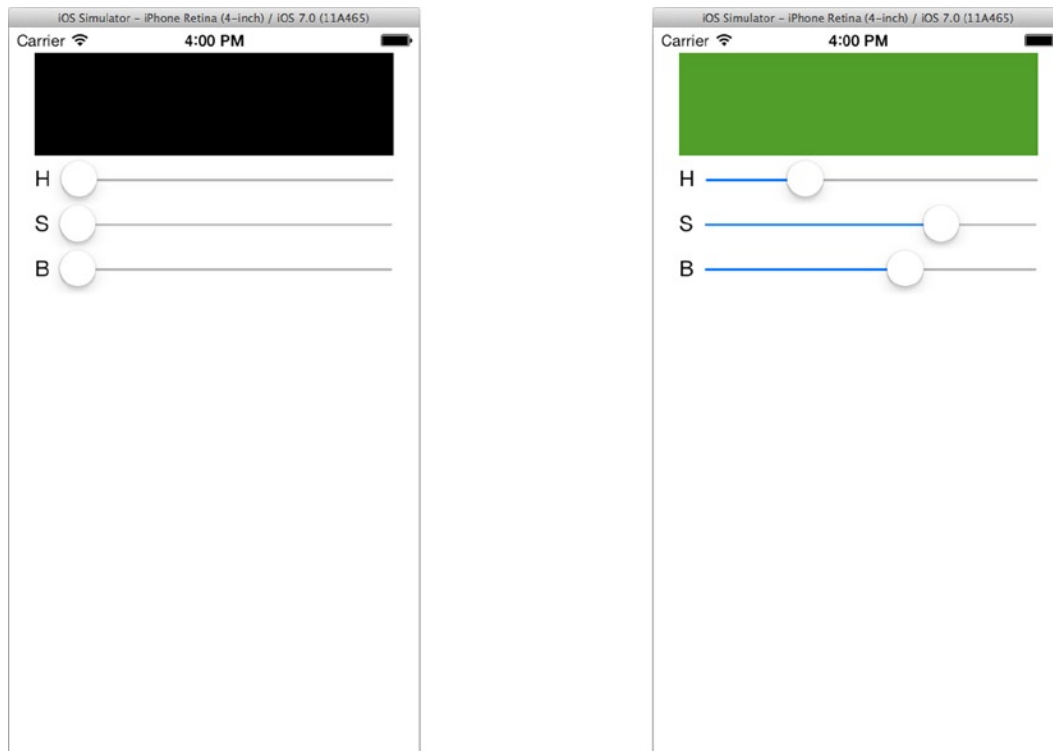 iOS Simulator – iPhone Retina (4-inch) / iOS 7.0 (11A465)
Carrier 4:00 PM
H
S
B
iOS Simulator – iPhone Retina (4-inch) / iOS 7.0 (11A465)
Carrier 4:00 PM
H
S
B